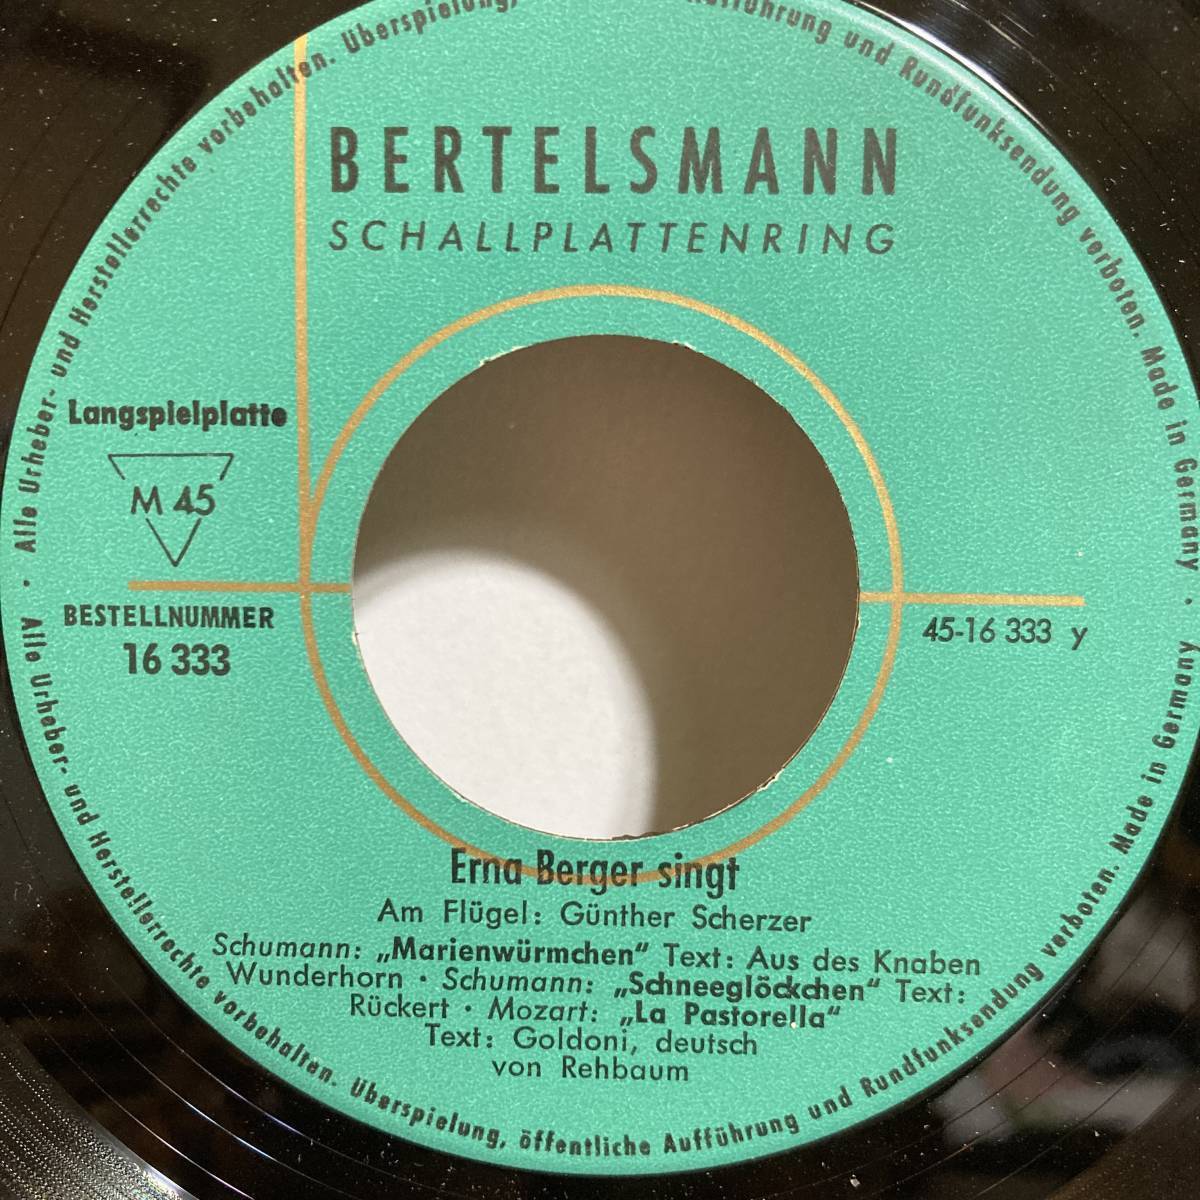 BERTELSMANN
SCHALLPLATTENRING
Langspielplatte
M 45
BESTELLNUMMER
16 333
45-16 333 y
Erna Berger singt
Am Flügel: Günther Scherzer
Schumann: „Marienwürmchen“ Text: Aus des Knaben
Wunderhorn · Schumann: „Schneeglöckchen“ Text:
Rückert · Mozart: „La Pastorella“
Text: Goldoni, deutsch
von Rehbaum
Alle Urheber- und Herstellerrechte vorbehalten. Überspielung, Aufführung und Rundfunksendung verboten. Made in Germany ·
Alle Urheber- und Herstellerrechte vorbehalten. Überspielung, öffentliche Aufführung und Rundfunksendung verboten. Made in Germany ·